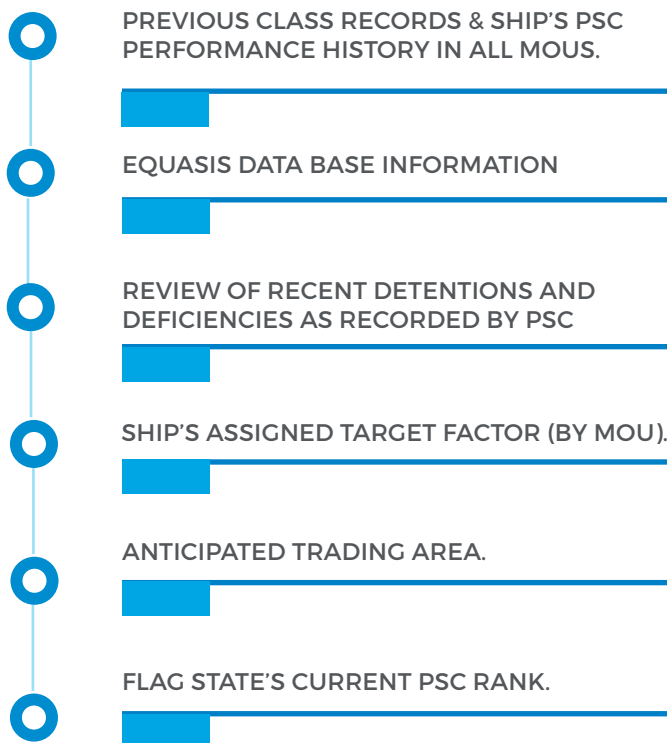 PREVIOUS CLASS RECORDS & SHIP'S PSC
PERFORMANCE HISTORY IN ALL MOUS.
EQUASIS DATA BASE INFORMATION
REVIEW OF RECENT DETENTIONS AND
DEFICIENCIES AS RECORDED BY PSC
SHIP'S ASSIGNED TARGET FACTOR (BY MOU).
ANTICIPATED TRADING AREA.
FLAG STATE'S CURRENT PSC RANK.